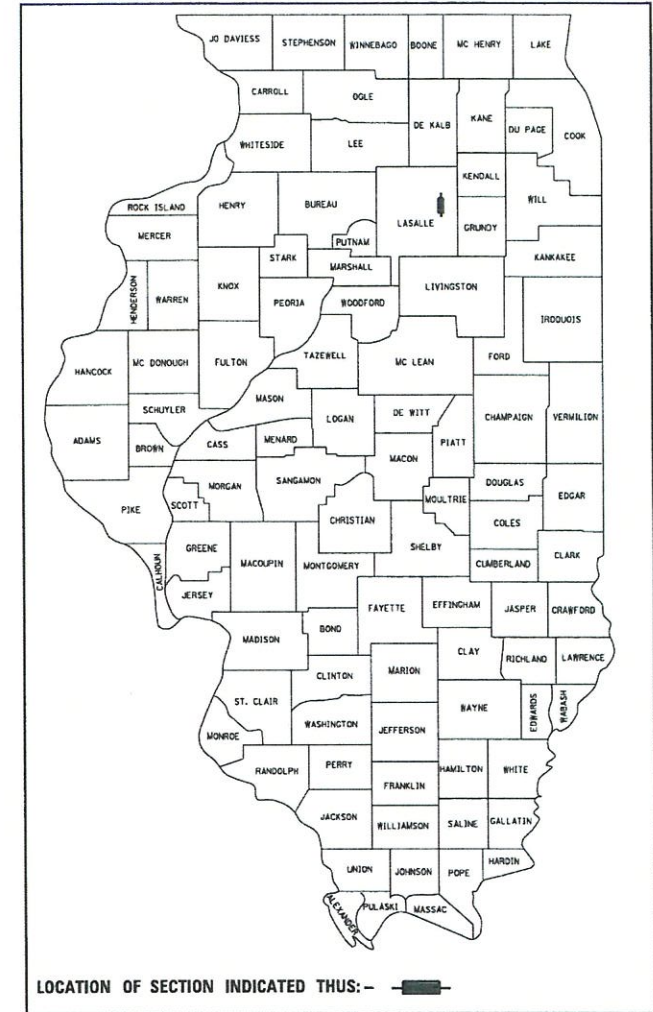 JO DAVIESS STEPHENSON WINNEBAGO BOONE MC HENRY LAKE
CARROLL OGLE DE KALB KANE DU PAGE COOK
WHITESIDE LEE
KENDALL
ROCK ISLAND HENRY BUREAU LASALLE WILL
MERCER PUTNAM GRUNDY
STARK MARSHALL KANKAKEE
HENDERSON WARREN KNOX PEORIA WOODFORD LIVINGSTON
IROQUOIS
HANCOCK MC DONOUGH FULTON TAZEWELL MC LEAN FORD
MASON
SCHUYLER LOGAN DE WITT CHAMPAIGN VERMILION
ADAMS BROWN CASS MENARD MACON PIATT
PIKE SCOTT MORGAN SANGAMON MOULTRIE DOUGLAS EDGAR
CHRISTIAN COLES
CALHOUN GREENE MACOUPIN MONTGOMERY SHELBY CUMBERLAND CLARK
JERSEY
FAYETTE EFFINGHAM JASPER CRAWFORD
MADISON BOND
CLAY RICHLAND LAWRENCE
CLINTON MARION
ST. CLAIR WAYNE EDWARDS WABASH
WASHINGTON JEFFERSON
MONROE
RANDOLPH PERRY HAMILTON WHITE
FRANKLIN
JACKSON WILLIAMSON SALINE GALLATIN
UNION JOHNSON POPE HARDIN
ALEXANDER PULASKI MASSAC
LOCATION OF SECTION INDICATED THUS:-